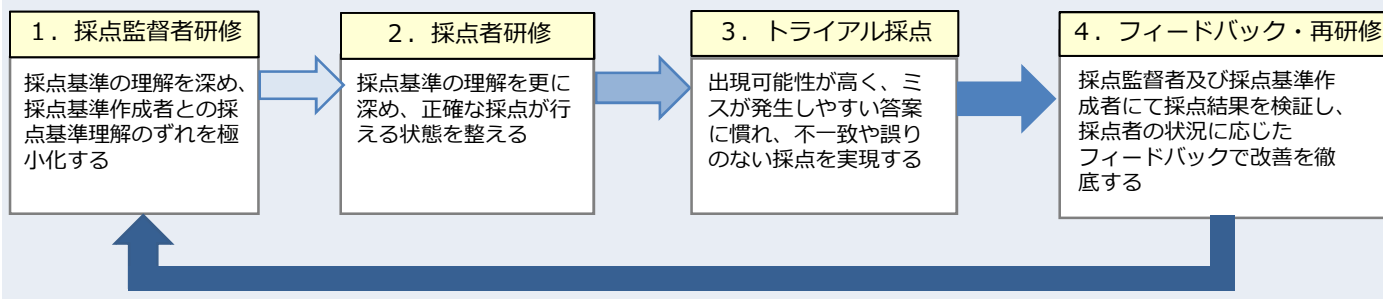 1．採点監督者研修
採点基準の理解を深め、
採点基準作成者との採
点基準理解のずれを極
小化する
2．採点者研修
採点基準の理解を更に
深め、正確な採点が行
える状態を整える
3．トライアル採点
出現可能性が高く、ミ
スが発生しやすい答案
に慣れ、不一致や誤り
のない採点を実現する
4．フィードバック・再研修
採点監督者及び採点基準作
成者にて採点結果を検証し、
採点者の状況に応じた
フィードバックで改善を徹
底する